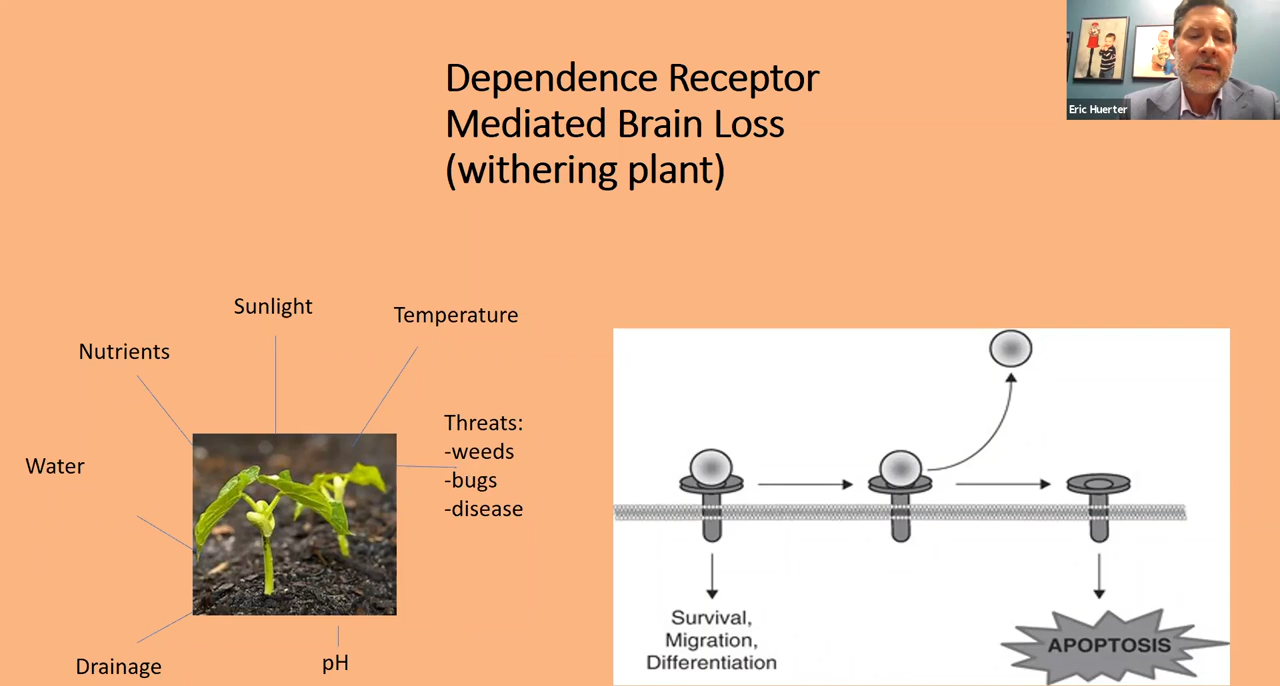 Dependence Receptor
Mediated Brain Loss
(withering plant)
Eric Huerter
Sunlight
Temperature
Nutrients
Threats:
-weeds
-bugs
-disease
Water
Drainage
pH
Survival,
Migration,
Differentiation
APOPTOSIS